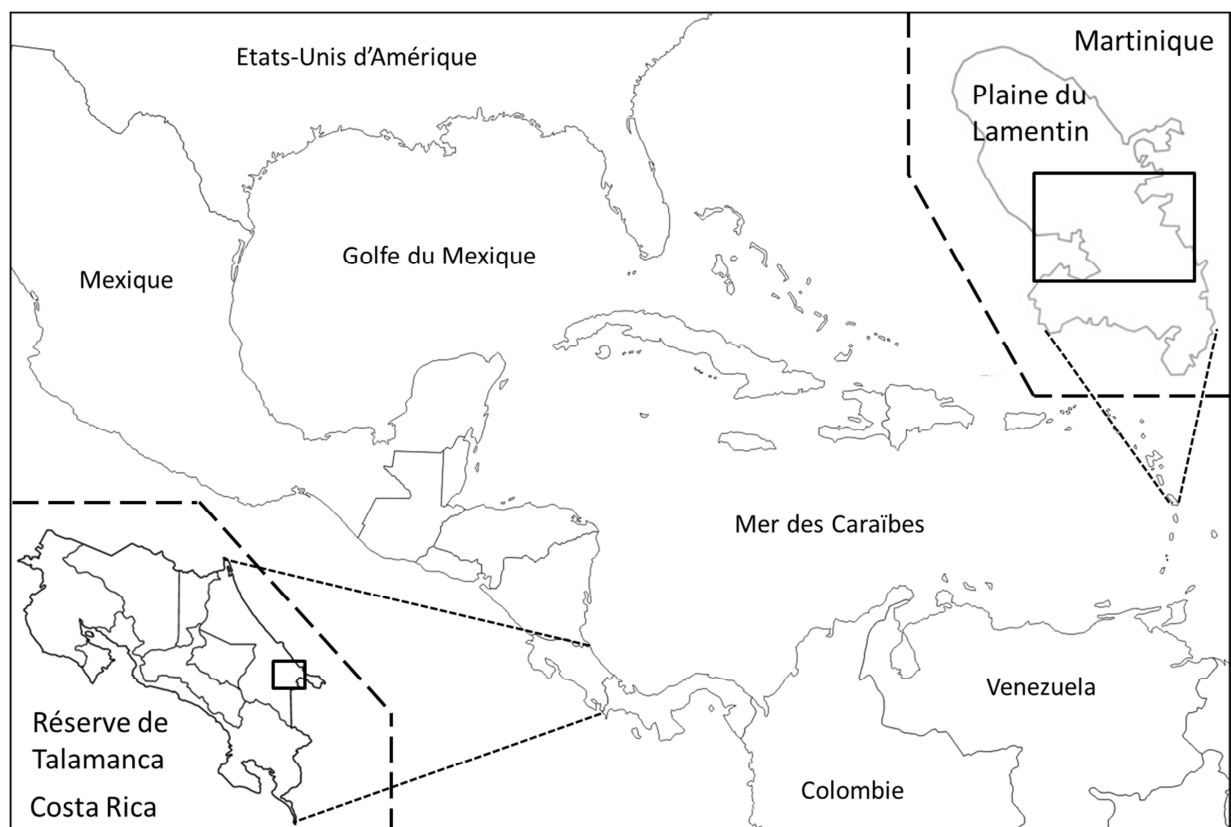 Etats-Unis d’Amérique
Martinique
Plaine du
Lamentin
Golfe du Mexique
Mexique
Mer des Caraïbes
Venezuela
Colombie
Réserve de
Talamanca
Costa Rica